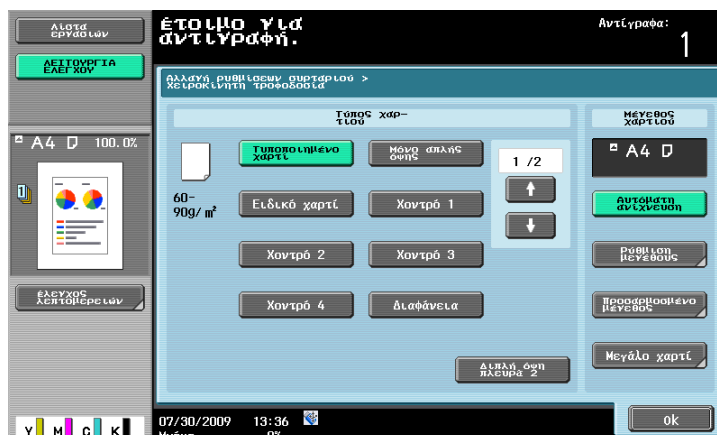 Λίστα
εργασιών
έτοιμο για
αντιγραφή.
Αντίγραφα:
1
ΛΕΙΤΟΥΡΓΙΑ
ΕΛΕΓΧΟΥ
Αλλαγή ρυθμίσεων συρταριού >
Χειροκίνητη τροφοδοσία
Τύπος χαρ-
τιού
Μέγεθος
χαρτιού
A4 100.0%
Τυποποιημένο
χαρτί
Μόνο απλής
όψης
1 /2
A4
60-
90g/㎡
Ειδικό χαρτί
Χοντρό 1
Αυτόματη
ανίχνευση
Χοντρό 2
Χοντρό 3
Ρύθμιση
μεγέθους
έλεγχος
λεπτομερειών
Χοντρό 4
Διαφάνεια
Προσαρμοσμένο
μέγεθος
Διπλή όψη
πλευρά 2
Μεγάλο χαρτί
07/30/2009 13:36
ok
Y M C K
0%